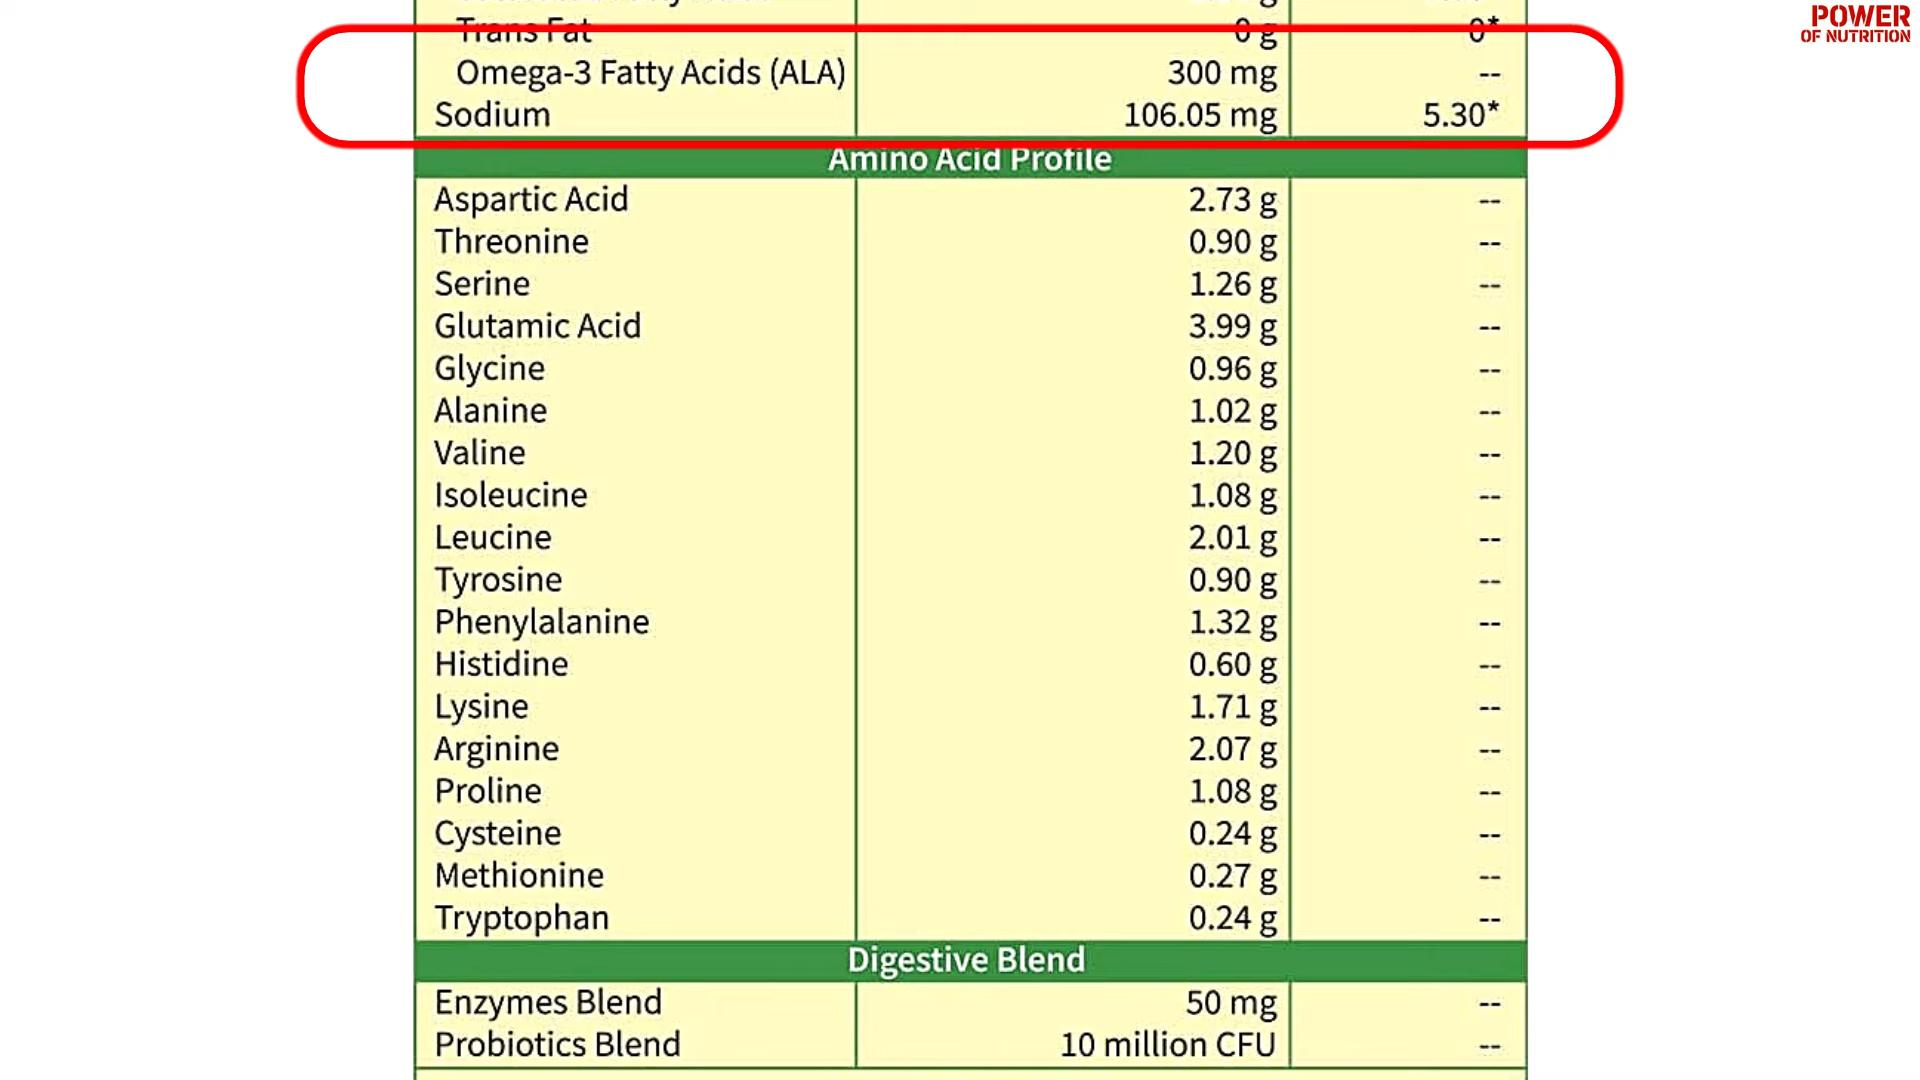 POWER
OF NUTRITION
Trans Fat 0 g 0*
Omega-3 Fatty Acids (ALA) 300 mg --
Sodium 106.05 mg 5.30*
Amino Acid Profile
Aspartic Acid 2.73 g --
Threonine 0.90 g --
Serine 1.26 g --
Glutamic Acid 3.99 g --
Glycine 0.96 g --
Alanine 1.02 g --
Valine 1.20 g --
Isoleucine 1.08 g --
Leucine 2.01 g --
Tyrosine 0.90 g --
Phenylalanine 1.32 g --
Histidine 0.60 g --
Lysine 1.71 g --
Arginine 2.07 g --
Proline 1.08 g --
Cysteine 0.24 g --
Methionine 0.27 g --
Tryptophan 0.24 g --
Digestive Blend
Enzymes Blend 50 mg --
Probiotics Blend 10 million CFU --